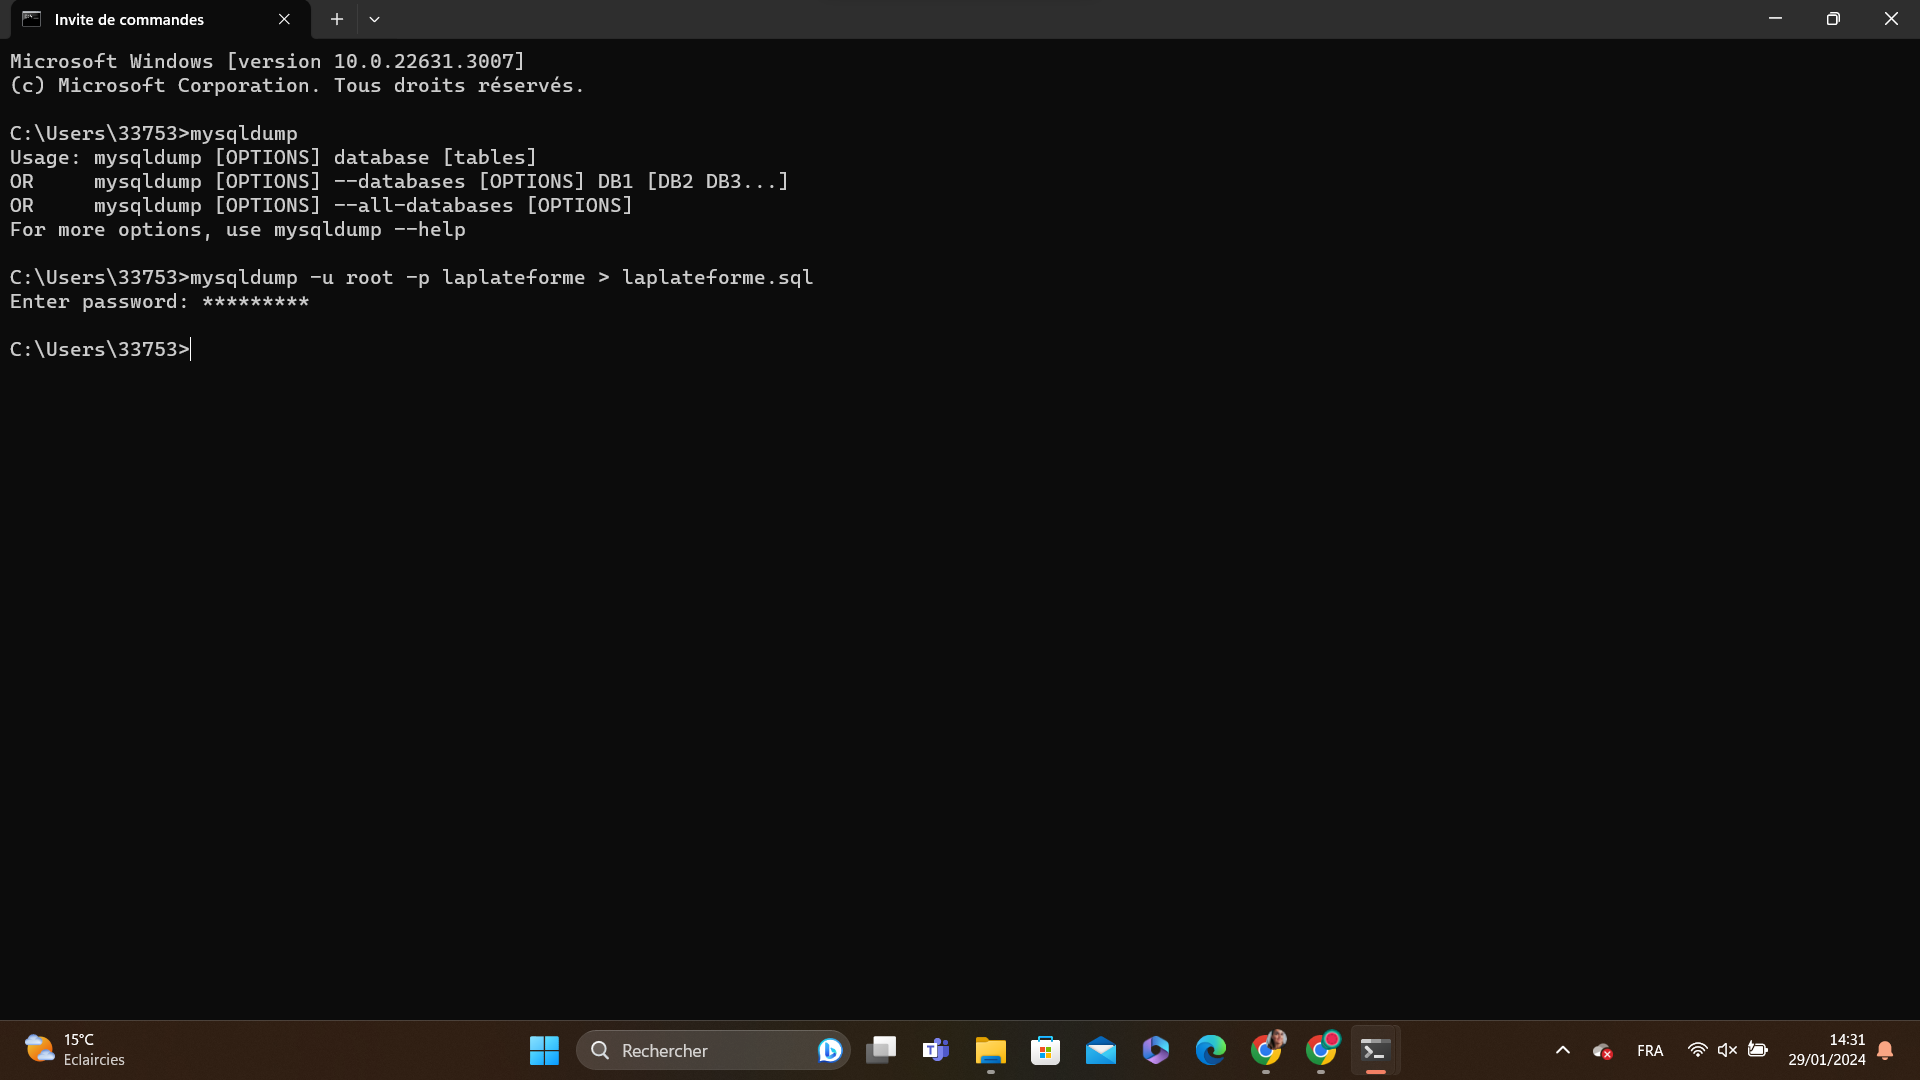 Invite de commandes
Microsoft Windows [version 10.0.22631.3007]
(c) Microsoft Corporation. Tous droits réservés.
C:\Users\33753>mysqldump
Usage: mysqldump [OPTIONS] database [tables]
OR     mysqldump [OPTIONS] --databases [OPTIONS] DB1 [DB2 DB3...]
OR     mysqldump [OPTIONS] --all-databases [OPTIONS]
For more options, use mysqldump --help
C:\Users\33753>mysqldump -u root -p laplateforme > laplateforme.sql
Enter password: *********
C:\Users\33753>
15°C
Eclaircies
Rechercher
FRA
14:31
29/01/2024